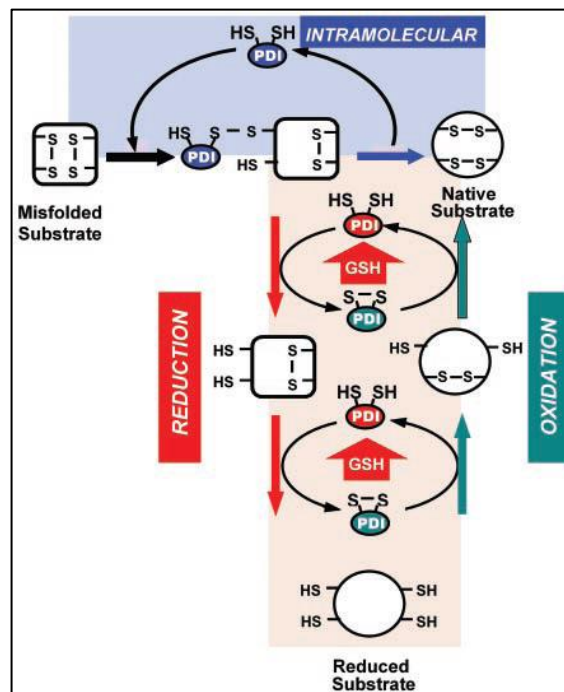 HS SH
INTRAMOLECULAR
PDI
S S
S S
HS S – S
PDI
HS
S
S
S–S
S–S
Misfolded
Substrate
Native
Substrate
HS SH
PDI
GSH
S – S
PDI
REDUCTION
OXIDATION
HS
HS
S
S
HS
SH
S–S
HS SH
PDI
GSH
S – S
PDI
HS
SH
HS
SH
Reduced
Substrate